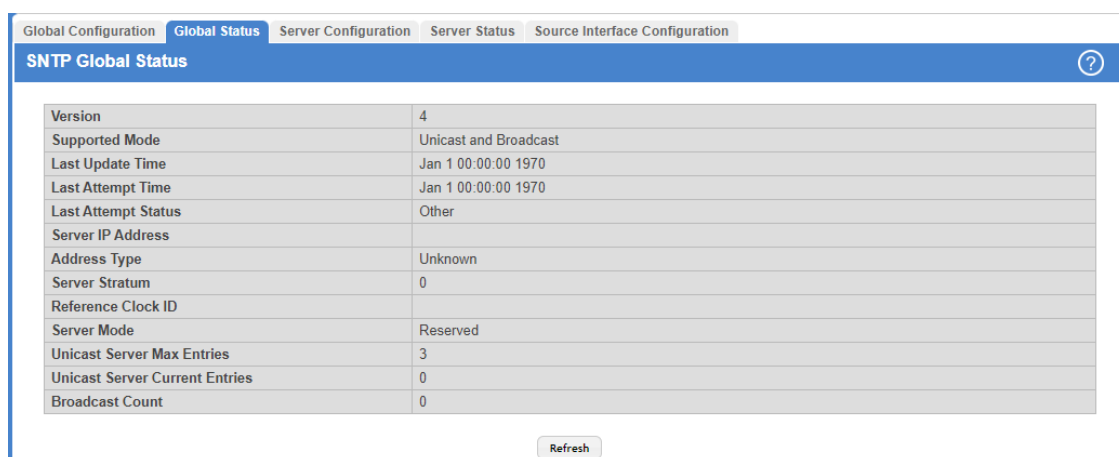 Global Configuration Global Status Server Configuration Server Status Source Interface Configuration
SNTP Global Status ?
Version 4
Supported Mode Unicast and Broadcast
Last Update Time Jan 1 00:00:00 1970
Last Attempt Time Jan 1 00:00:00 1970
Last Attempt Status Other
Server IP Address
Address Type Unknown
Server Stratum 0
Reference Clock ID
Server Mode Reserved
Unicast Server Max Entries 3
Unicast Server Current Entries 0
Broadcast Count 0
Refresh